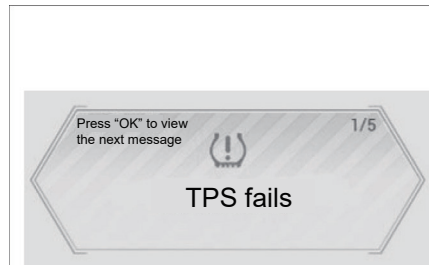 Press “OK” to view
the next message
1/5
TPS fails